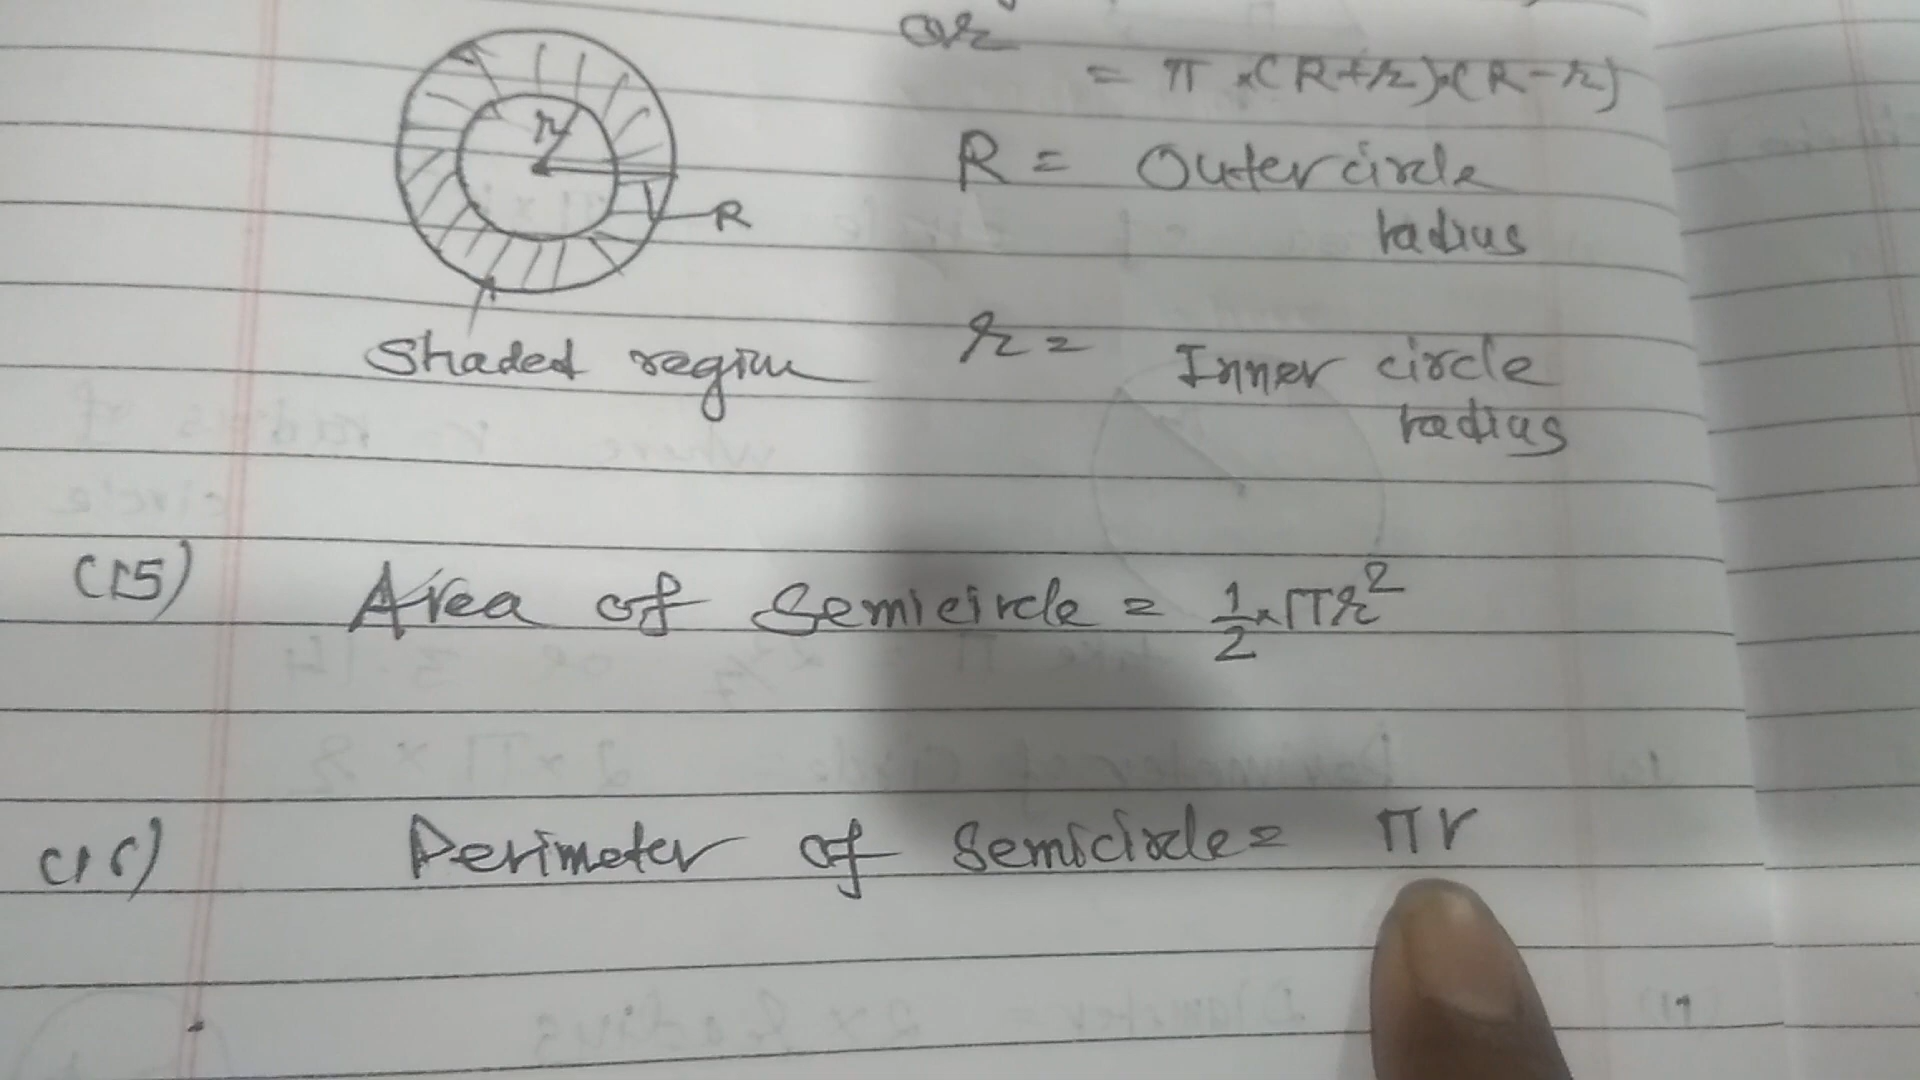 or
= π × (R+r) × (R-r)
r
R
R = Outer circle
radius
Shaded region
r = Inner circle
radius
(15) Area of Semicircle = 1/2 × πr²
Perimeter of Semicircle = πr